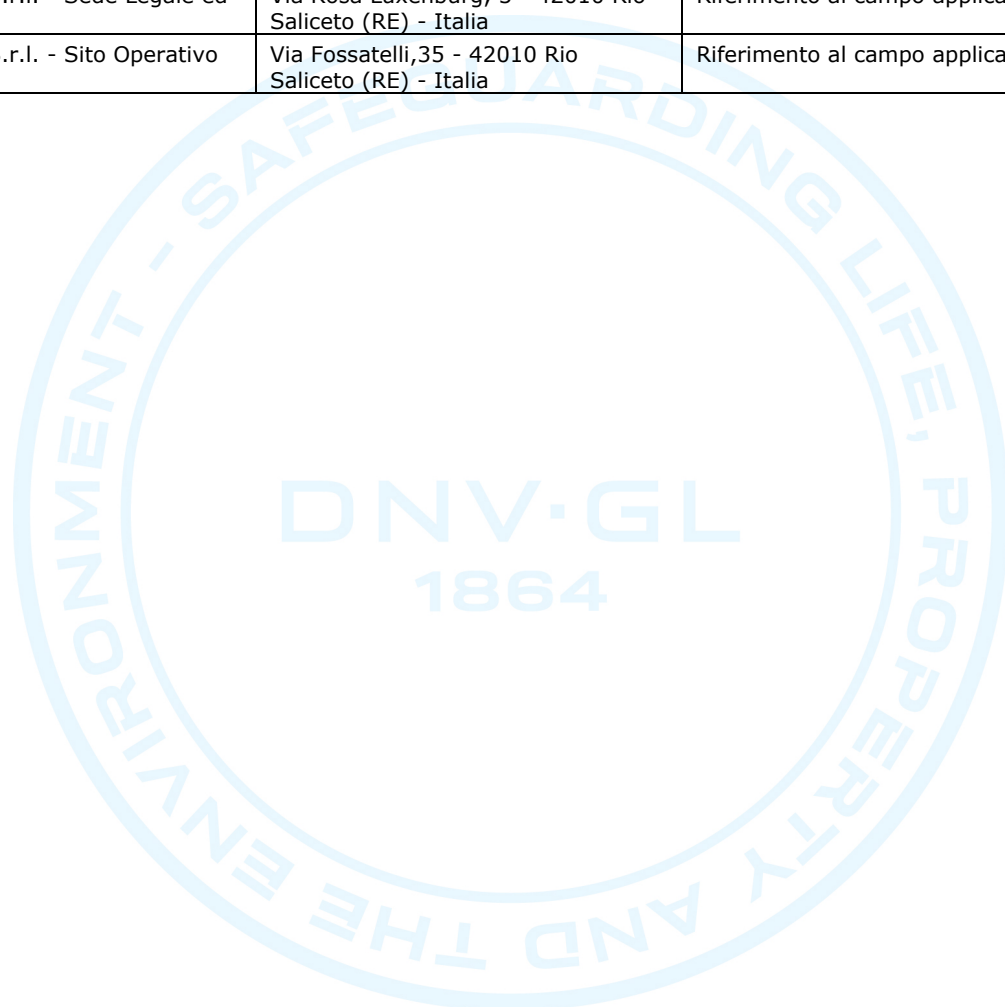 .r.l. - Sede Legale ed
Via Rosa Luxenburg, - 42010 Rio
Saliceto (RE) - Italia
Riferimento al campo applica
.r.l. - Sito Operativo
Via Fossatelli,35 - 42010 Rio
Saliceto (RE) - Italia
Riferimento al campo applica
SAFEGUARDING LIFE, PROPERTY AND THE ENVIRONMENT -
DNV·GL
1864